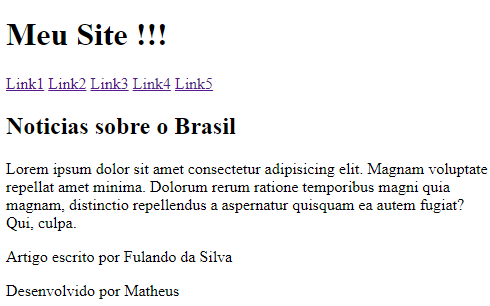 Meu Site !!!
Link1 Link2 Link3 Link4 Link5
Noticias sobre o Brasil
Lorem ipsum dolor sit amet consectetur adipisicing elit. Magnam voluptate
repellat amet minima. Dolorum rerum ratione temporibus magni quia
magnam, distinctio repellendus a aspernatur quisquam ea autem fugiat?
Qui, culpa.
Artigo escrito por Fulando da Silva
Desenvolvido por Matheus